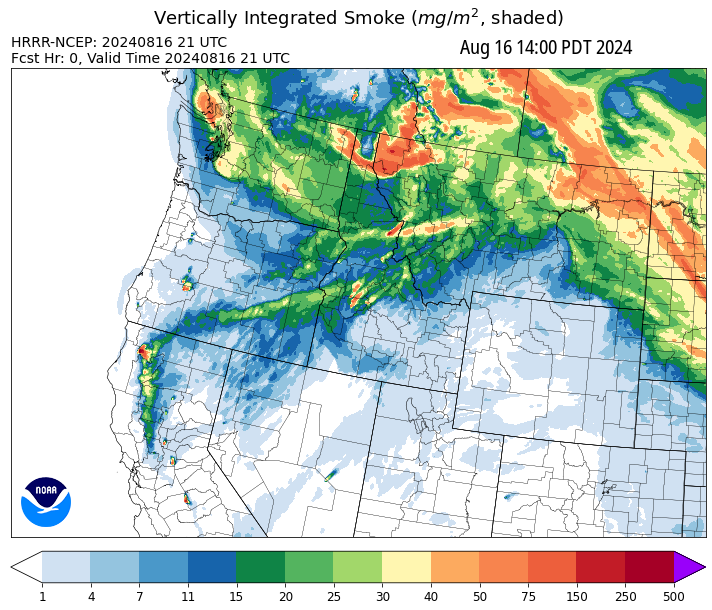 Vertically Integrated Smoke (mg/m², shaded)
HRRR-NCEP: 20240816 21 UTC
Aug 16 14:00 PDT 2024
Fcst Hr: 0, Valid Time 20240816 21 UTC
NOAA
1 4 7 11 15 20 25 30 40 50 75 150 250 500